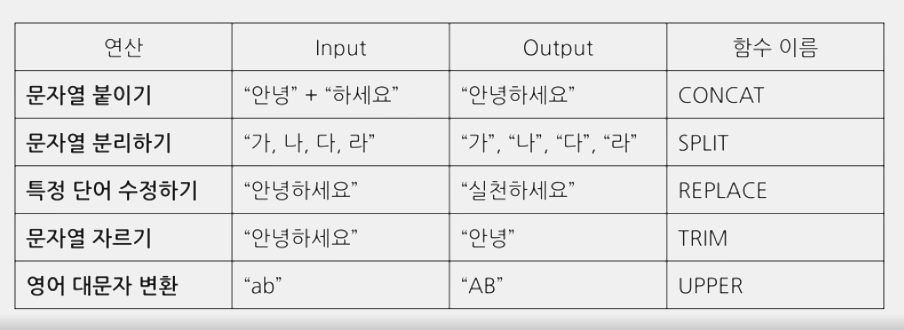 연산 Input Output 함수 이름
문자열 붙이기 “안녕” + “하세요” “안녕하세요” CONCAT
문자열 분리하기 “가, 나, 다, 라” “가”, “나”, “다”, “라” SPLIT
특정 단어 수정하기 “안녕하세요” “실천하세요” REPLACE
문자열 자르기 “안녕하세요” “안녕” TRIM
영어 대문자 변환 “ab” “AB” UPPER